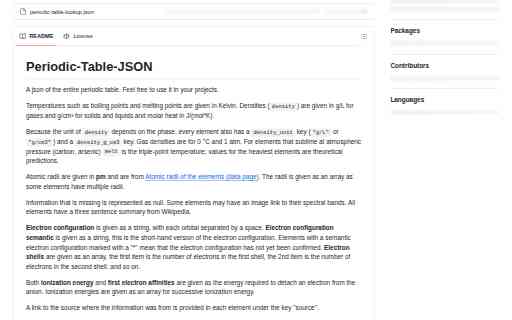 periodic-table-lookup.json
README
License
Packages
Contributors
Languages
Periodic-Table-JSON
A json of the entire periodic table. Feel free to use it in your projects.
Temperatures such as boiling points and melting points are given in Kelvin. Densities (density) are given in g/L for
gases and g/cm³ for solids and liquids and molar heat in J/(mol*K).
Because the unit of density depends on the phase, every element also has a density_unit key ("g/L" or
"g/cm3") and a density_g_cm3 key. Gas densities are for 0 °C and 1 atm. For elements that sublime at atmospheric
pressure (carbon, arsenic) melt is the triple-point temperature; values for the heaviest elements are theoretical
predictions.
Atomic radii are given in pm and are from Atomic radii of the elements (data page). The radii is given as an array as
some elements have multiple radii.
Information that is missing is represented as null. Some elements may have an image link to their spectral bands. All
elements have a three sentence summary from Wikipedia.
Electron configuration is given as a string, with each orbital separated by a space. Electron configuration
semantic is given as a string, this is the short-hand version of the electron configuration. Elements with a semantic
electron configuration marked with a "*" mean that the electron configuration has not yet been confirmed. Electron
shells are given as an array, the first item is the number of electrons in the first shell, the 2nd item is the number of
electrons in the second shell, and so on.
Both ionization energy and first electron affinities are given as the energy required to detach an electron from the
anion. Ionization energies are given as an array for successive ionization energy.
A link to the source where the information was from is provided in each element under the key "source".